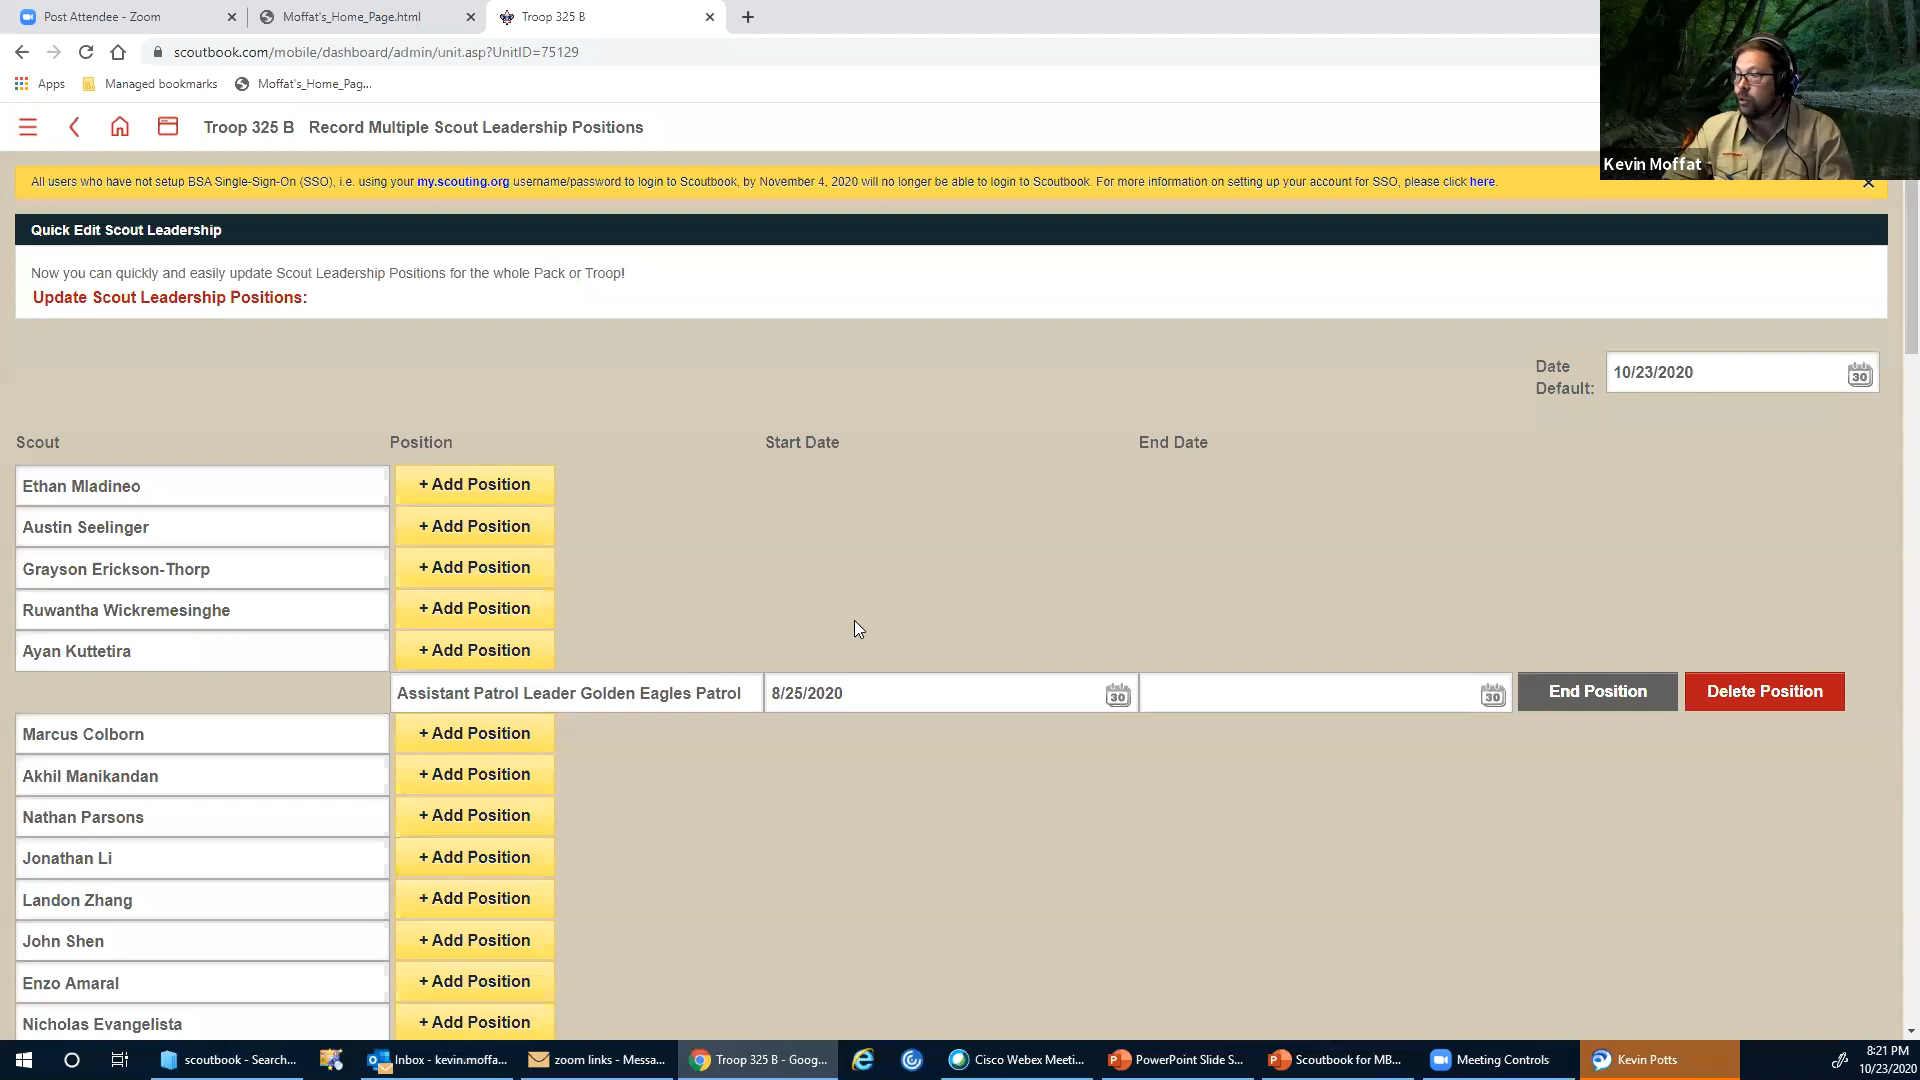 Post Attendee - Zoom
Moffat's_Home_Page.html
Troop 325 B
scoutbook.com/mobile/dashboard/admin/unit.asp?UnitID=75129
Apps
Managed bookmarks
Moffat's_Home_Pag...
Troop 325 B Record Multiple Scout Leadership Positions
Kevin Moffat
All users who have not setup BSA Single-Sign-On (SSO), i.e. using your my.scouting.org username/password to login to Scoutbook, by November 4, 2020 will no longer be able to login to Scoutbook. For more information on setting up your account for SSO, please click here.
Quick Edit Scout Leadership
Now you can quickly and easily update Scout Leadership Positions for the whole Pack or Troop!
Update Scout Leadership Positions:
Date Default: 10/23/2020 30
Scout Position Start Date End Date
Ethan Mladineo + Add Position
Austin Seelinger + Add Position
Grayson Erickson-Thorp + Add Position
Ruwantha Wickremesinghe + Add Position
Ayan Kuttetira + Add Position
Assistant Patrol Leader Golden Eagles Patrol 8/25/2020 30 30 End Position Delete Position
Marcus Colborn + Add Position
Akhil Manikandan + Add Position
Nathan Parsons + Add Position
Jonathan Li + Add Position
Landon Zhang + Add Position
John Shen + Add Position
Enzo Amaral + Add Position
Nicholas Evangelista + Add Position
scoutbook - Search...
Inbox - kevin.moffa...
zoom links - Messa...
Troop 325 B - Goog...
Cisco Webex Meeti...
PowerPoint Slide S...
Scoutbook for MB...
Meeting Controls
Kevin Potts
8:21 PM
10/23/2020